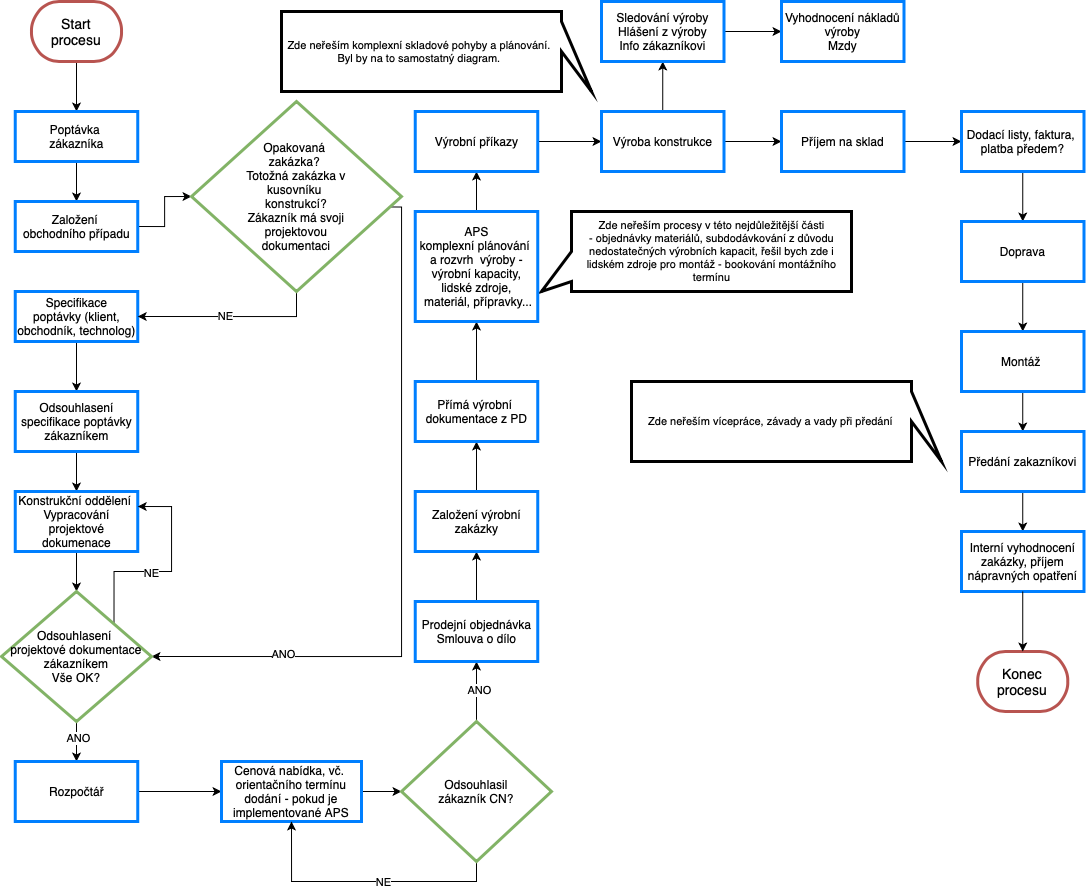 Start
procesu
Poptávka
zákazníka
Založení
obchodního případu
Opakovaná
zakázka?
Totožná zakázka v
kusovníku
konstrukcí?
Zákazník má svoji
projektovou
dokumentaci
NE
Specifikace
poptávky (klient,
obchodník, technolog)
Odsouhlasení
specifikace poptávky
zákazníkem
Konstrukční oddělení
Vypracování
projektové
dokumenace
NE
Odsouhlasení
projektové dokumentace
zákazníkem
Vše OK?
ANO
ANO
Rozpočtář
Cenová nabídka, vč.
orientačního termínu
dodání - pokud je
implementované APS
Odsouhlasil
zákazník CN?
NE
ANO
Prodejní objednávka
Smlouva o dílo
Založení výrobní
zakázky
Přímá výrobní
dokumentace z PD
APS
komplexní plánování
a rozvrh výroby -
výrobní kapacity,
lidské zdroje,
materiál, přípravky...
Zde neřeším procesy v této nejdůležitější části
- objednávky materiálů, subdodávkování z důvodu
nedostatečných výrobních kapacit, řešil bych zde i
lidském zdroje pro montáž - bookování montážního
termínu
Výrobní příkazy
Výroba konstrukce
Zde neřeším komplexní skladové pohyby a plánování.
Byl by na to samostatný diagram.
Sledování výroby
Hlášení z výroby
Info zákazníkovi
Vyhodnocení nákladů
výroby
Mzdy
Příjem na sklad
Dodací listy, faktura,
platba předem?
Doprava
Montáž
Předání zakazníkovi
Zde neřeším vícepráce, závady a vady při předání
Interní vyhodnocení
zakázky, příjem
nápravných opatření
Konec
procesu